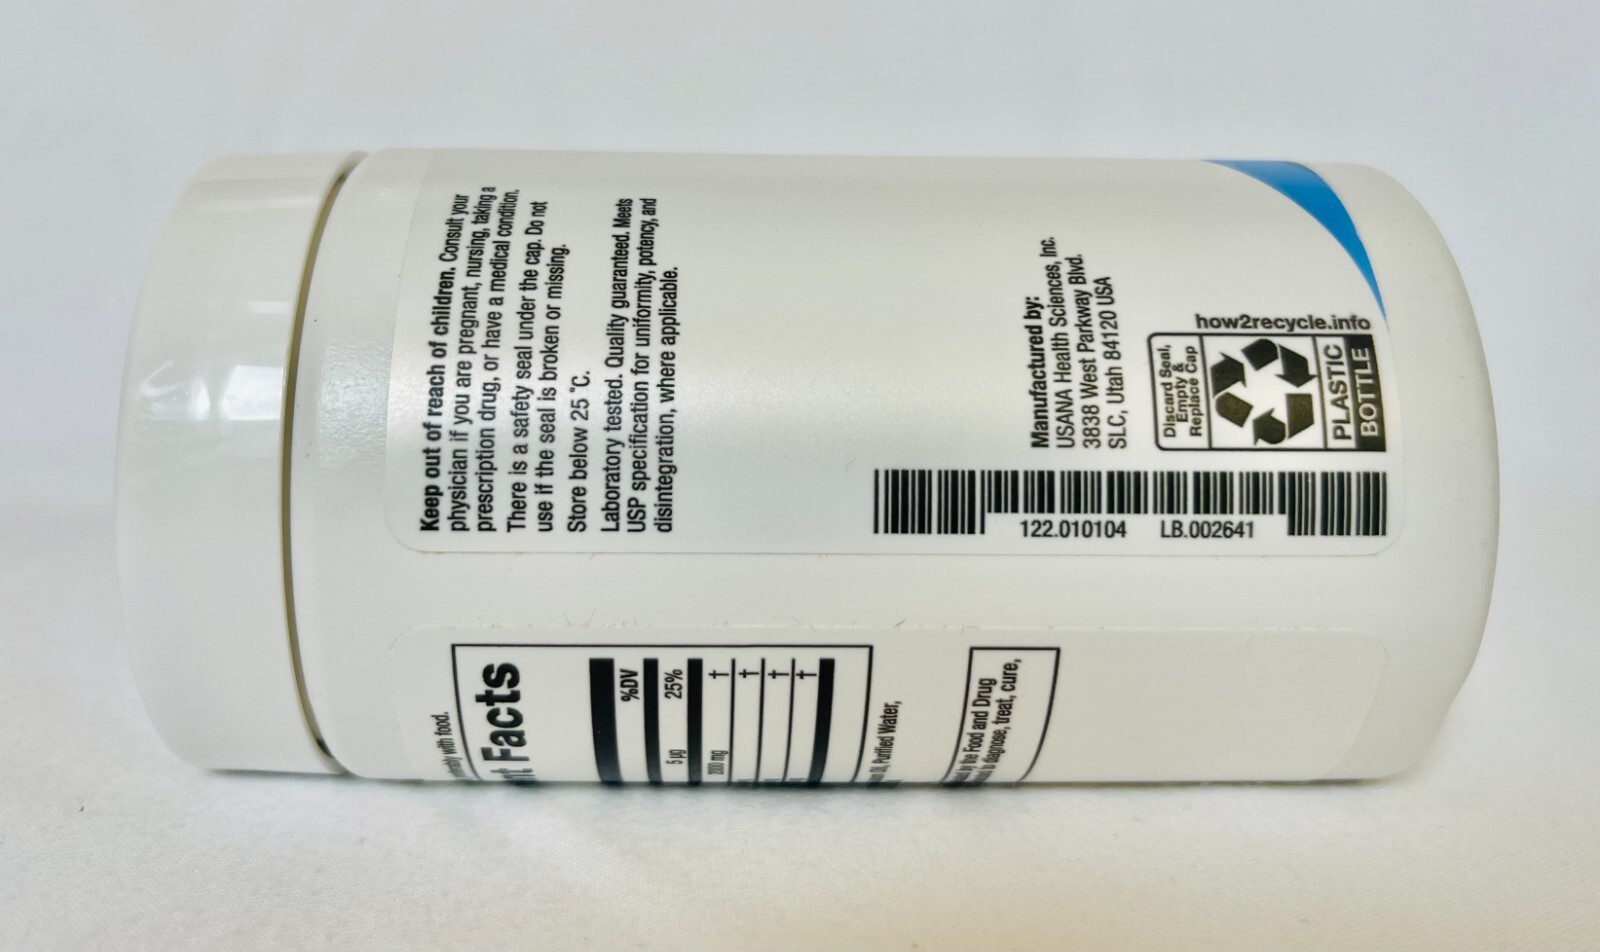 Keep out of reach of children. Consult your
physician if you are pregnant, nursing, taking a
prescription drug, or have a medical condition.
There is a safety seal under the cap. Do not
use if the seal is broken or missing.
Store below 25 °C.
Laboratory tested. Quality guaranteed. Meets
USP specification for uniformity, potency, and
disintegration, where applicable.
Manufactured by:
USANA Health Sciences, Inc.
3838 West Parkway Blvd.
SLC, Utah 84120 USA
how2recycle.info
Discard Seal,
Empty &
Replace Cap
PLASTIC
BOTTLE
122.010104 LB.002641
with food.
Facts
%DV
5 µg 25%
2000 mg †
†
†
†
Purified Water,
by the Food and Drug
to diagnose, treat, cure,